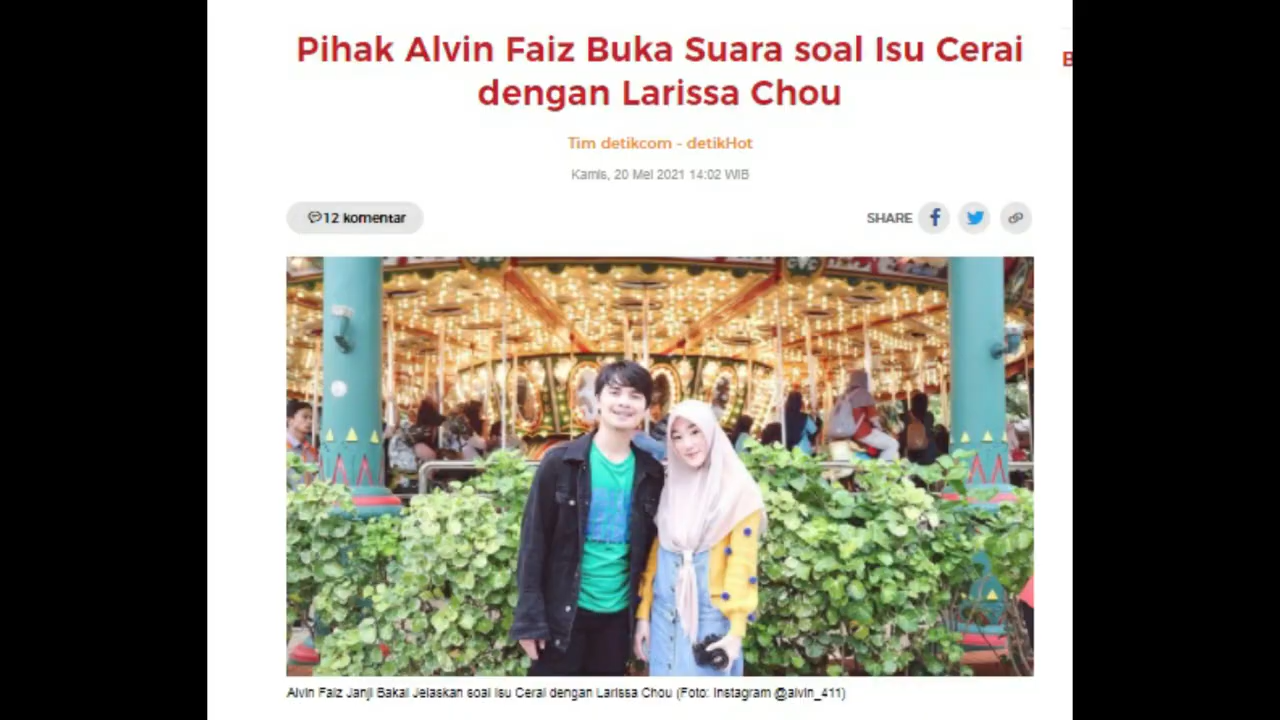 Pihak Alvin Faiz Buka Suara soal Isu Cerai
dengan Larissa Chou
Tim detikcom - detikHot
Kamis, 20 Mei 2021 14:02 WIB
12 komentar
SHARE
Alvin Faiz Janji Bakal Jelaskan soal Isu Cerai dengan Larissa Chou (Foto: Instagram @alvin_411)